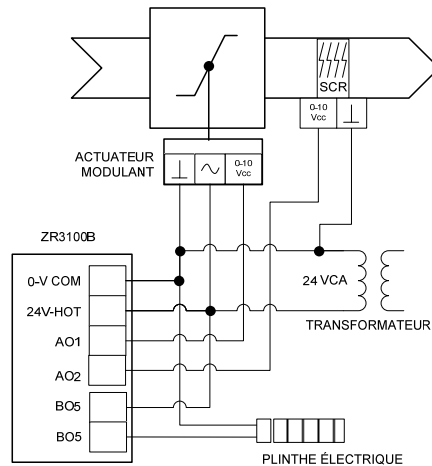 SCR
0-10
Vcc
ACTUATEUR
MODULANT
0-10
Vcc
ZR3100B
0-V COM
24V-HOT
AO1
AO2
BO5
BO5
24 VCA
TRANSFORMATEUR
PLINTHE ÉLECTRIQUE